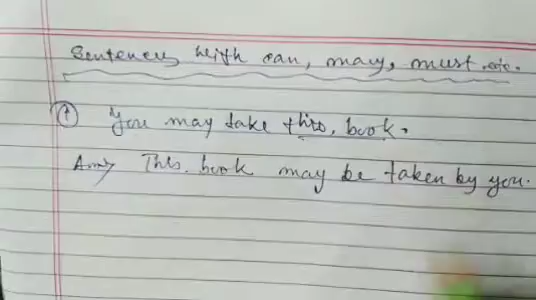 Sentences with can, may, must .etc.
(1) You may take this, book.
Ans→ This. book may be taken by you.